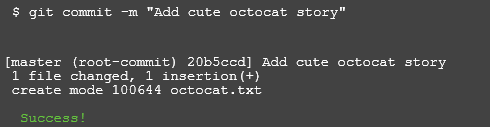 $ git commit -m "Add cute octocat story"
[master (root-commit) 20b5ccd] Add cute octocat story
1 file changed, 1 insertion(+)
create mode 100644 octocat.txt
Success!